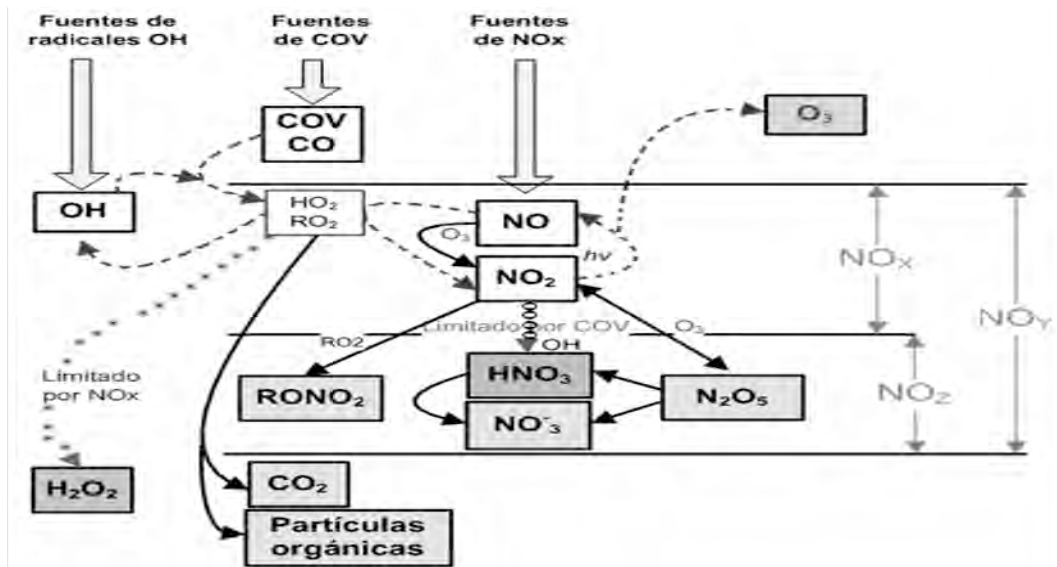 Fuentes de
radicales OH
Fuentes
de COV
Fuentes
de NOx
COV
CO
O₃
OH
HO₂
RO₂
NO
O₃
hv
NO₂
NOx
NOY
Limitado por COV
RO2
O₃
OH
Limitado
por NOx
RONO₂
HNO₃
N₂O₅
NOZ
NO⁻₃
H₂O₂
CO₂
Partículas
orgánicas